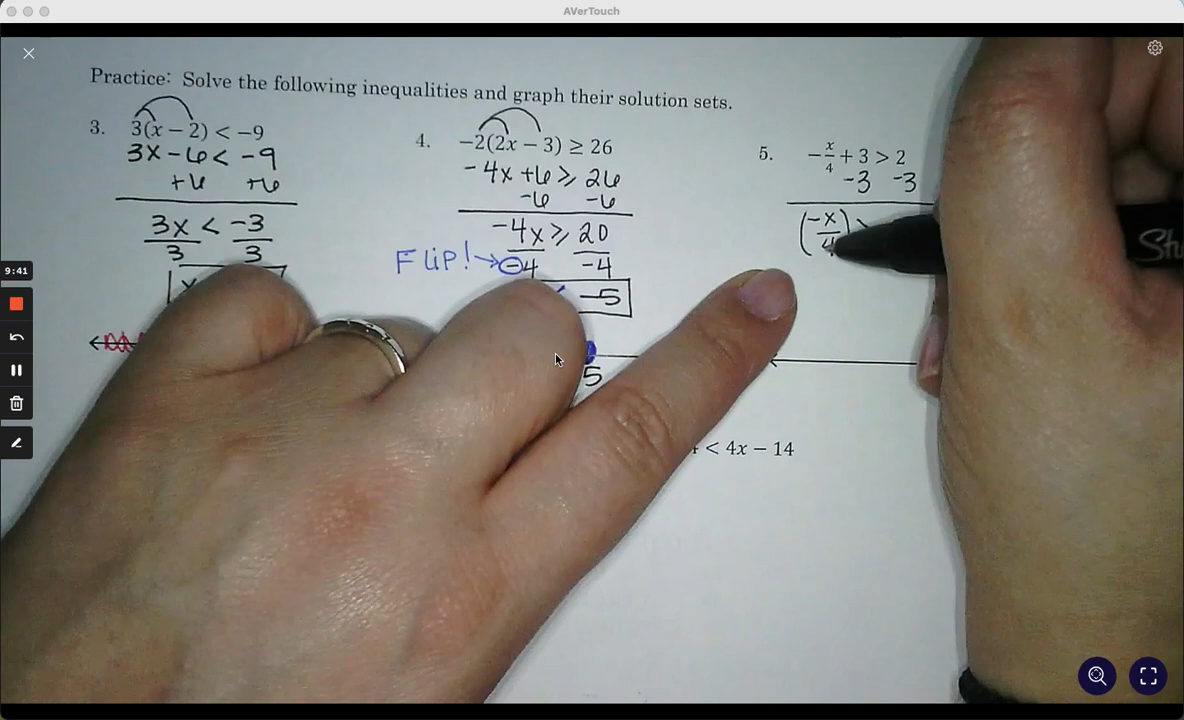 AVerTouch
Practice: Solve the following inequalities and graph their solution sets.
3. 3(x − 2) < −9
3x − 6 < −9
+6 +6
3x < −3
3 3
x
4. −2(2x − 3) ≥ 26
−4x +6 ≥ 26
−6 −6
−4x ≥ 20
FLIP! → −4 −4
−5
5
5. −x/4 + 3 > 2
−3 −3
(−x/4) >
< 4x − 14
9:41
Sh